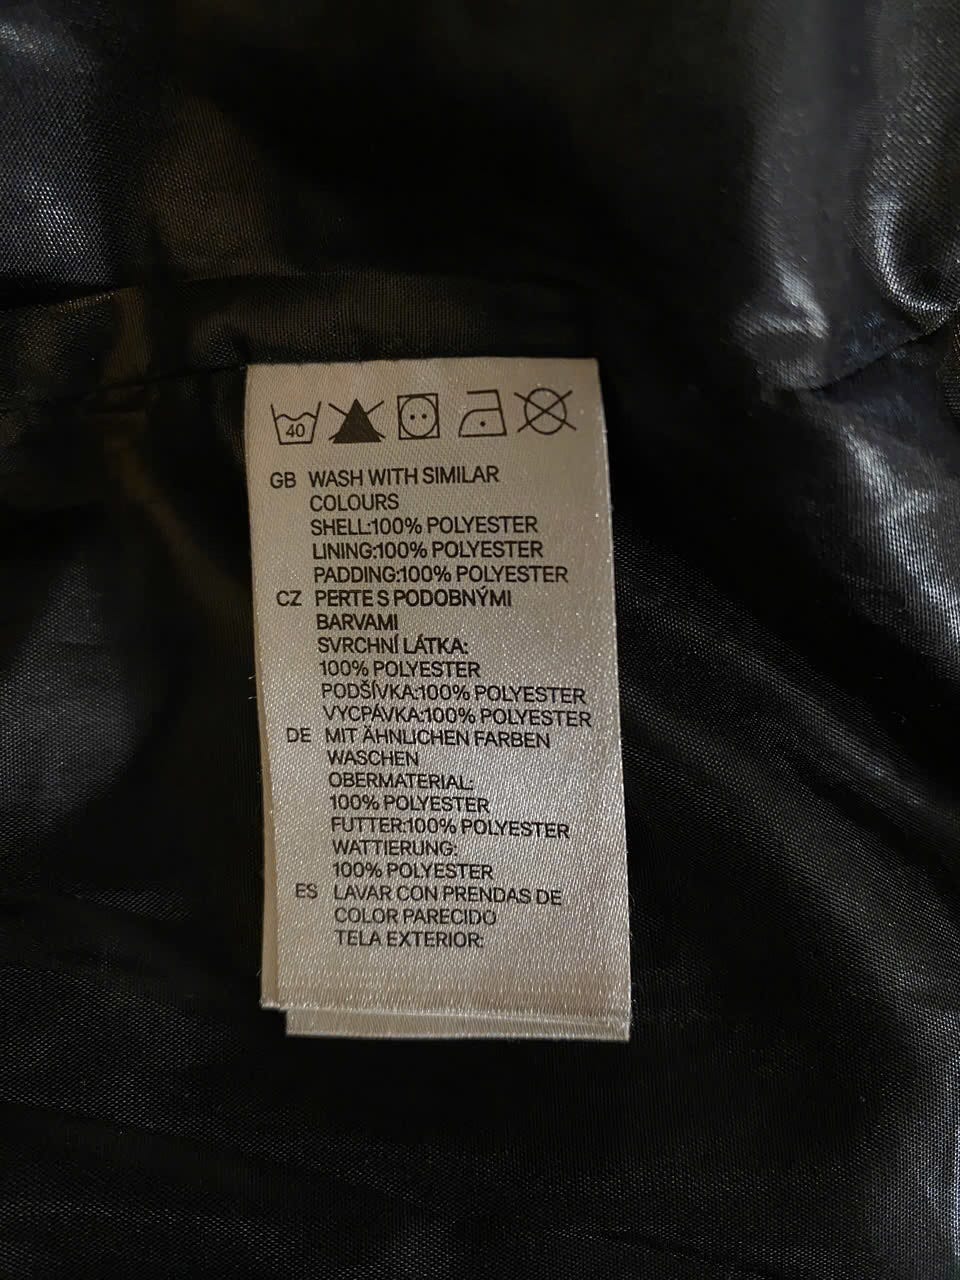 40
GB WASH WITH SIMILAR
COLOURS
SHELL:100% POLYESTER
LINING:100% POLYESTER
PADDING:100% POLYESTER
CZ PERTE S PODOBNÝMI
BARVAMI
SVRCHNÍ LÁTKA:
100% POLYESTER
PODŠÍVKA:100% POLYESTER
VYCPÁVKA:100% POLYESTER
DE MIT ÄHNLICHEN FARBEN
WASCHEN
OBERMATERIAL:
100% POLYESTER
FUTTER:100% POLYESTER
WATTIERUNG:
100% POLYESTER
ES LAVAR CON PRENDAS DE
COLOR PARECIDO
TELA EXTERIOR: